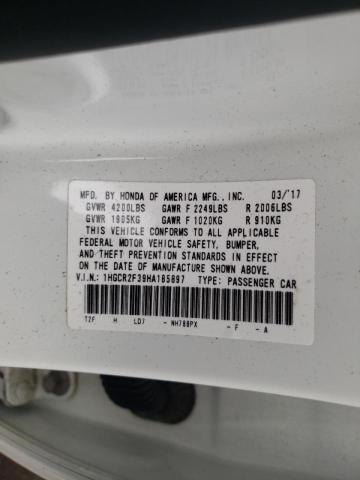 MFD. BY HONDA OF AMERICA MFG., INC. 03/'17
GVWR 4200LBS GAWR F 2249LBS R 2006LBS
GVWR 1905KG GAWR F 1020KG R 910KG
THIS VEHICLE CONFORMS TO ALL APPLICABLE
FEDERAL MOTOR VEHICLE SAFETY, BUMPER,
AND THEFT PREVENTION STANDARDS IN EFFECT ON
THE DATE OF MANUFACTURE SHOWN ABOVE.
V.I.N.: 1HGCR2F39HA185897 TYPE: PASSENGER CAR
T2F H LD7 - NH788PX - F - A